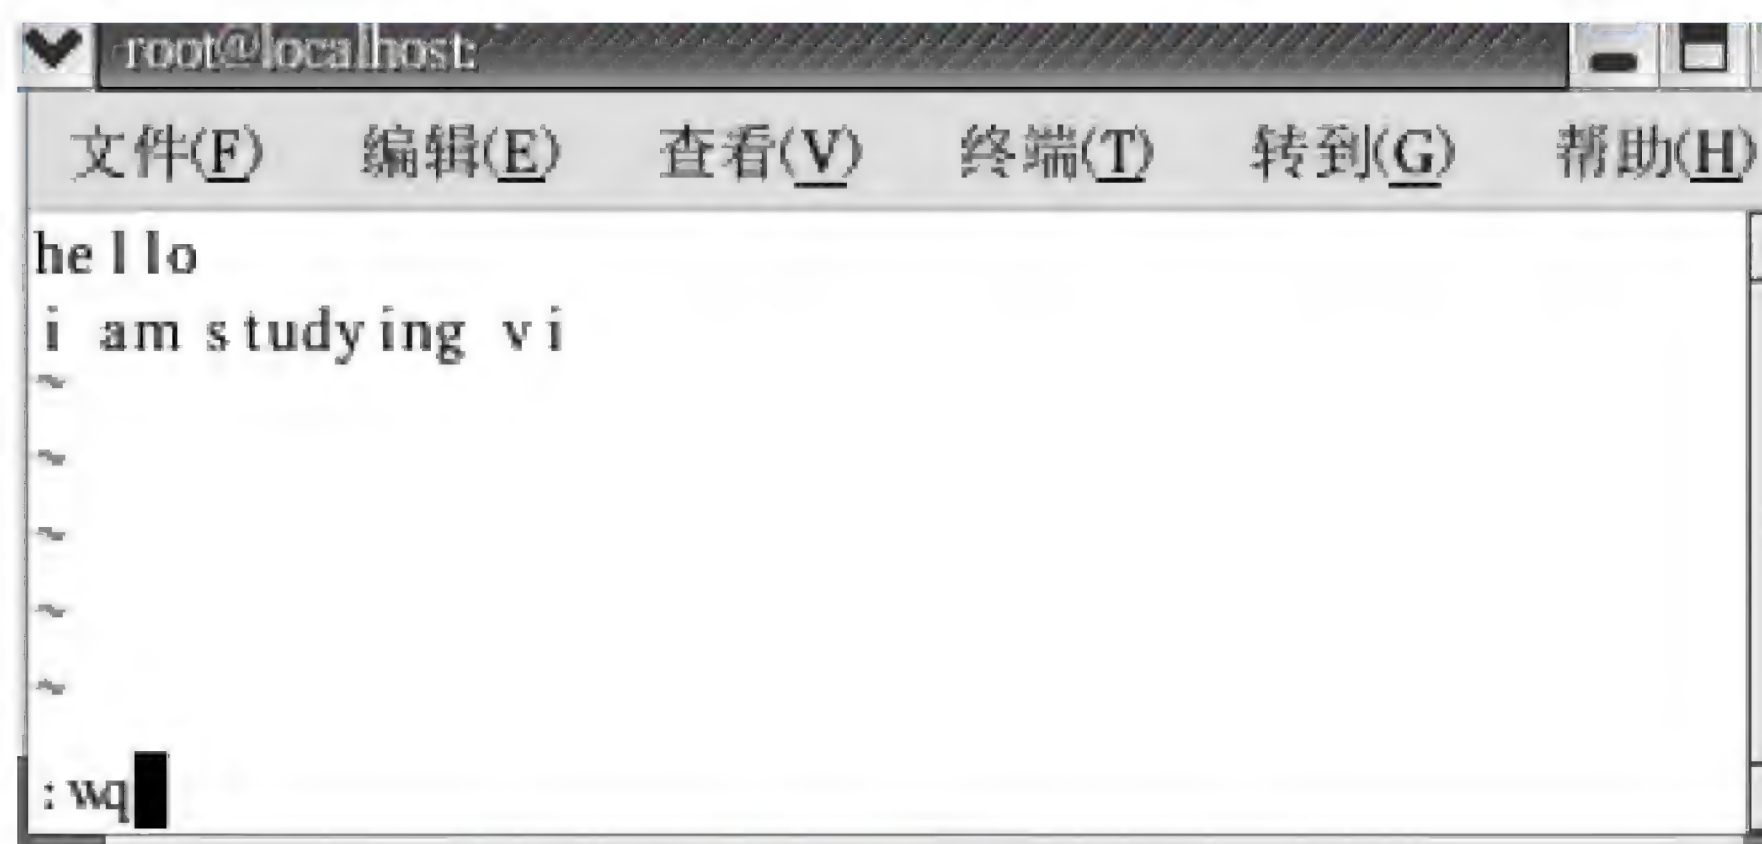 root@localhost:
文件(F) 编辑(E) 查看(V) 终端(T) 转到(G) 帮助(H)
hello
i am studying vi
~
~
~
~
~
:wq